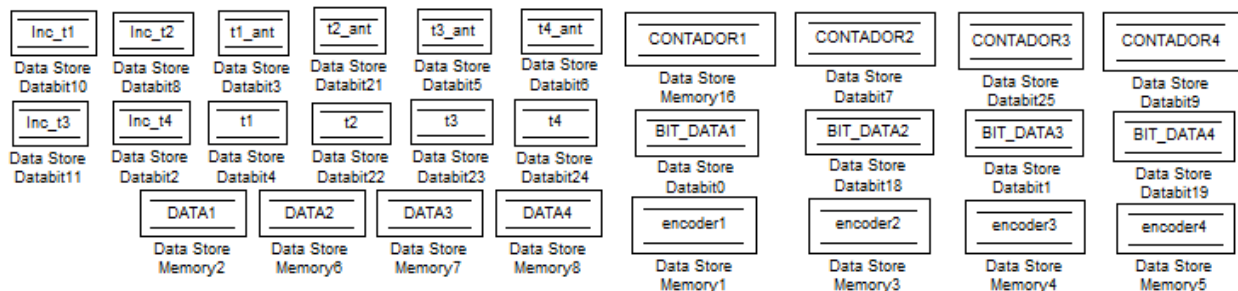 Inc_t1 Inc_t2 t1_ant t2_ant t3_ant t4_ant CONTADOR1 CONTADOR2 CONTADOR3 CONTADOR4
Data Store Data Store Data Store Data Store Data Store Data Store Data Store Data Store Data Store Data Store
Databit10 Databit8 Databit3 Databit21 Databit5 Databit6 Memory16 Databit7 Databit25 Databit9
Inc_t3 Inc_t4 t1 t2 t3 t4 BIT_DATA1 BIT_DATA2 BIT_DATA3 BIT_DATA4
Data Store Data Store Data Store Data Store Data Store Data Store Data Store Data Store Data Store Data Store
Databit11 Databit2 Databit4 Databit22 Databit23 Databit24 Databit0 Databit18 Databit1 Databit19
DATA1 DATA2 DATA3 DATA4 encoder1 encoder2 encoder3 encoder4
Data Store Data Store Data Store Data Store Data Store Data Store Data Store Data Store
Memory2 Memory6 Memory7 Memory8 Memory1 Memory3 Memory4 Memory5